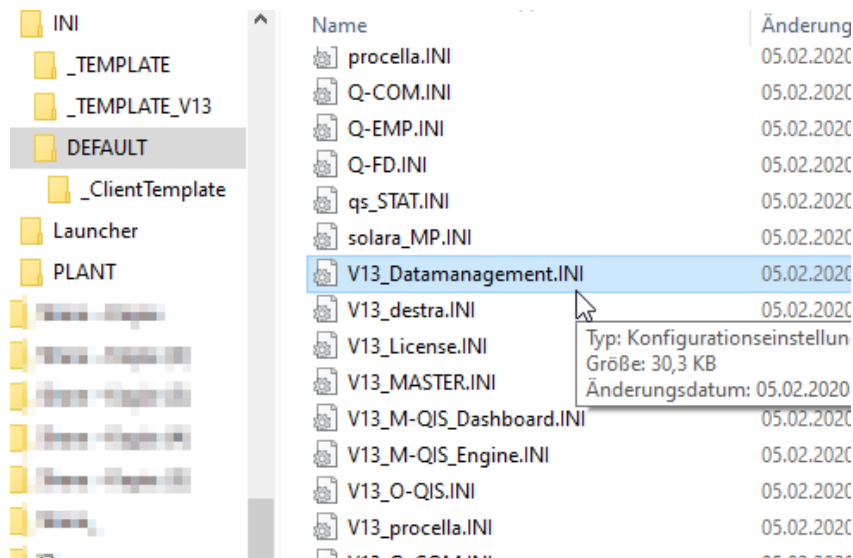 INI
_TEMPLATE
_TEMPLATE_V13
DEFAULT
_ClientTemplate
Launcher
PLANT
Name Änderung
procella.INI 05.02.2020
Q-COM.INI 05.02.2020
Q-EMP.INI 05.02.2020
Q-FD.INI 05.02.2020
qs_STAT.INI 05.02.2020
solara_MP.INI 05.02.2020
V13_Datamanagement.INI 05.02.2020
V13_destra.INI 05.02.2020
V13_License.INI
V13_MASTER.INI
Typ: Konfigurationseinstellun
Größe: 30,3 KB
Änderungsdatum: 05.02.2020
V13_M-QIS_Dashboard.INI 05.02.2020
V13_M-QIS_Engine.INI 05.02.2020
V13_O-QIS.INI 05.02.2020
V13_procella.INI 05.02.2020